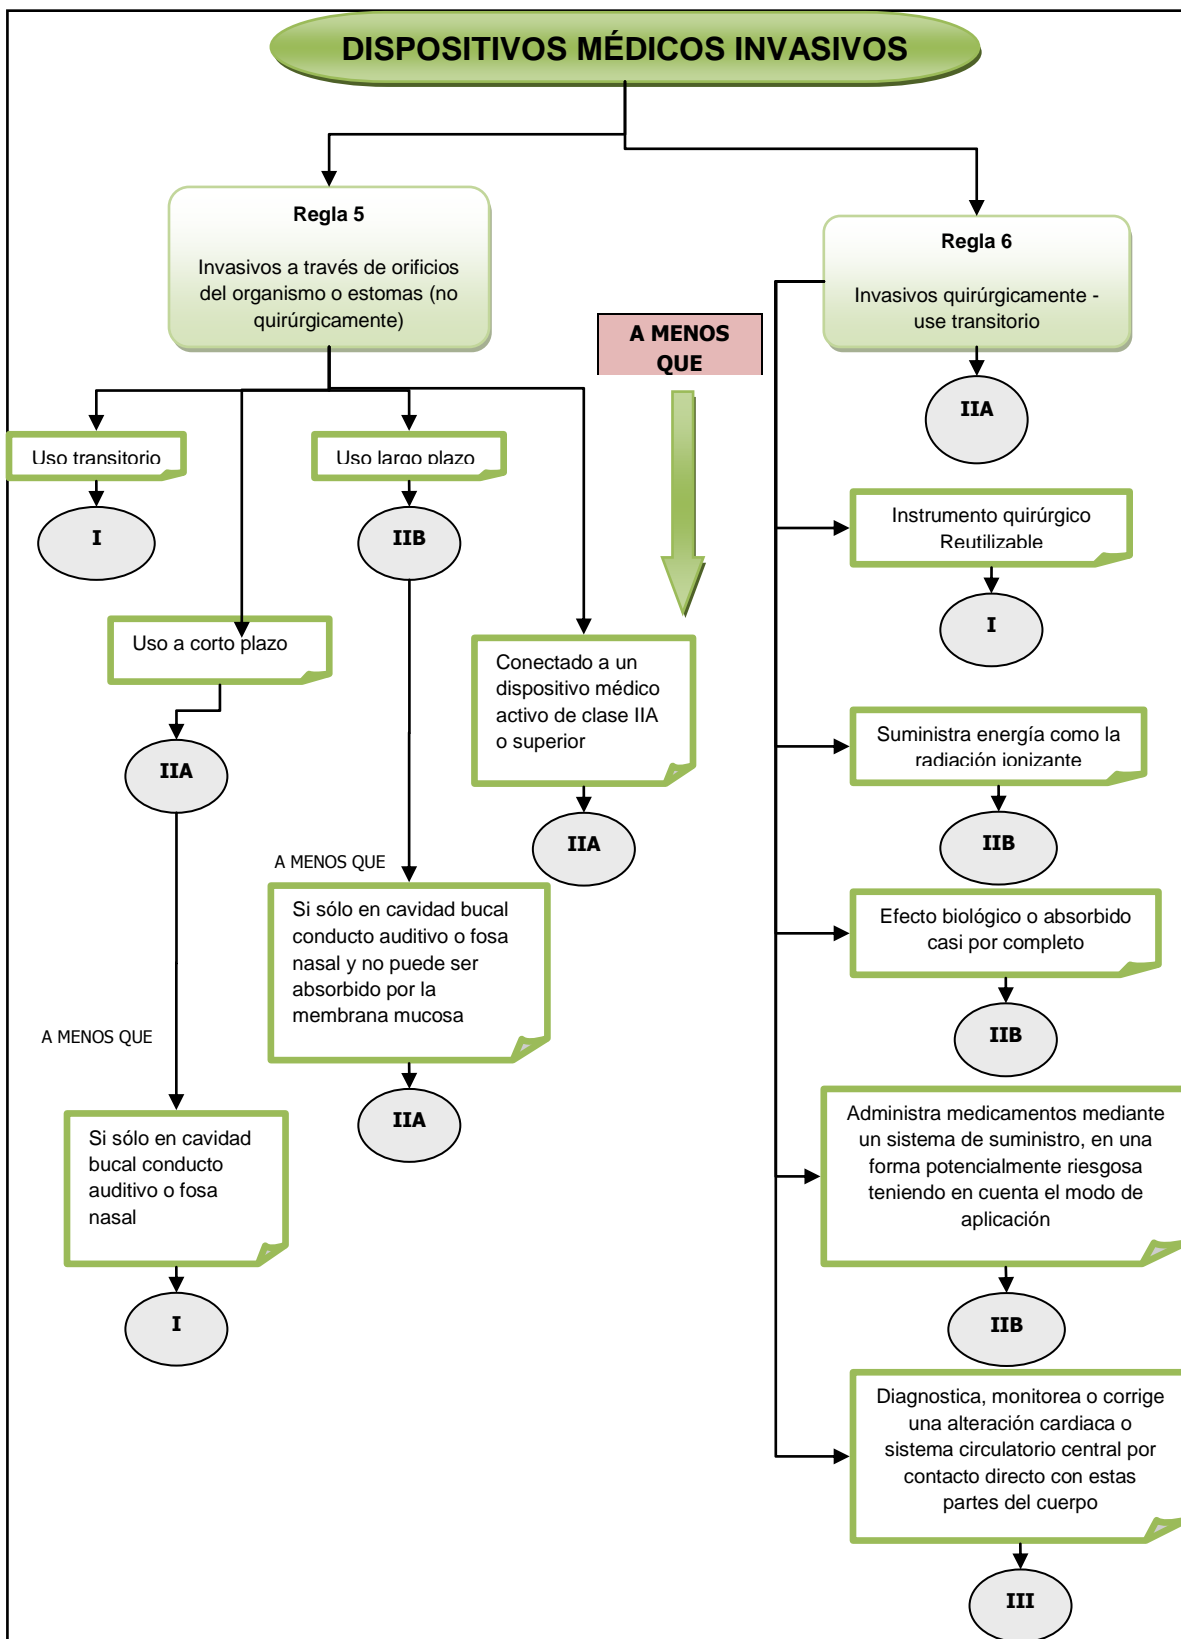 DISPOSITIVOS MÉDICOS INVASIVOS
Regla 5
Invasivos a través de orificios
del organismo o estomas (no
quirúrgicamente)
Regla 6
Invasivos quirúrgicamente -
use transitorio
A MENOS
QUE
IIA
Uso transitorio
I
Uso largo plazo
IIB
Uso a corto plazo
IIA
A MENOS QUE
Si sólo en cavidad
bucal conducto
auditivo o fosa
nasal
I
A MENOS QUE
Si sólo en cavidad bucal
conducto auditivo o fosa
nasal y no puede ser
absorbido por la
membrana mucosa
IIA
Conectado a un
dispositivo médico
activo de clase IIA
o superior
IIA
Instrumento quirúrgico
Reutilizable
I
Suministra energía como la
radiación ionizante
IIB
Efecto biológico o absorbido
casi por completo
IIB
Administra medicamentos mediante
un sistema de suministro, en una
forma potencialmente riesgosa
teniendo en cuenta el modo de
aplicación
IIB
Diagnostica, monitorea o corrige
una alteración cardiaca o
sistema circulatorio central por
contacto directo con estas
partes del cuerpo
III